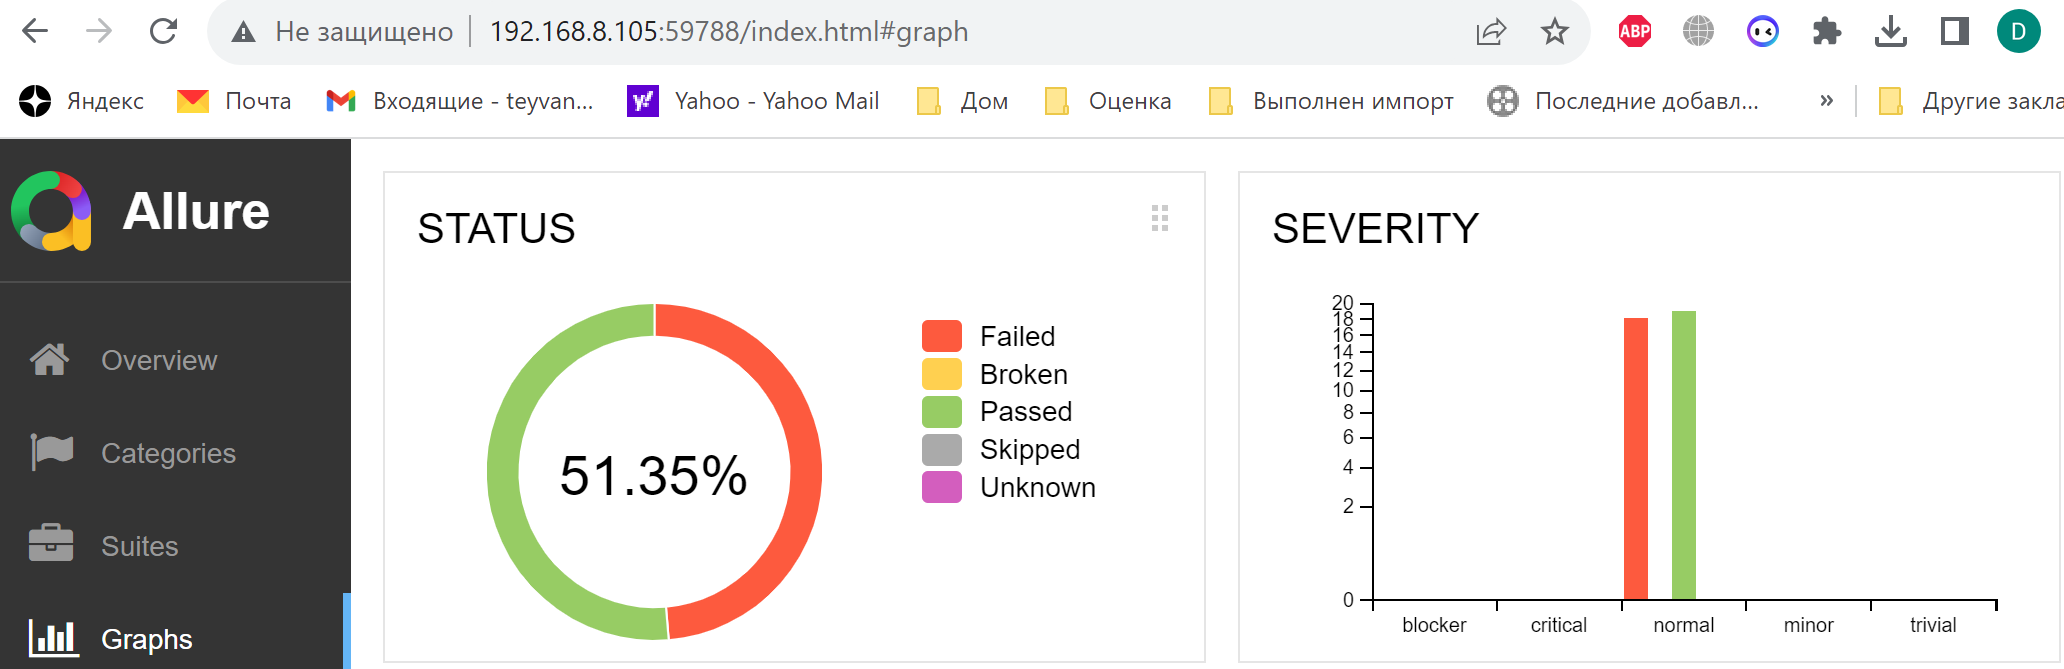 Не защищено 192.168.8.105:59788/index.html#graph ABP D
Яндекс Почта Входящие - teyvan... Yahoo - Yahoo Mail Дом Оценка Выполнен импорт Последние добавл... » Другие закла
Allure
Overview
Categories
Suites
Graphs
STATUS
51.35%
Failed
Broken
Passed
Skipped
Unknown
SEVERITY
20
18
16
14
12
10
8
6
4
2
0
blocker critical normal minor trivial